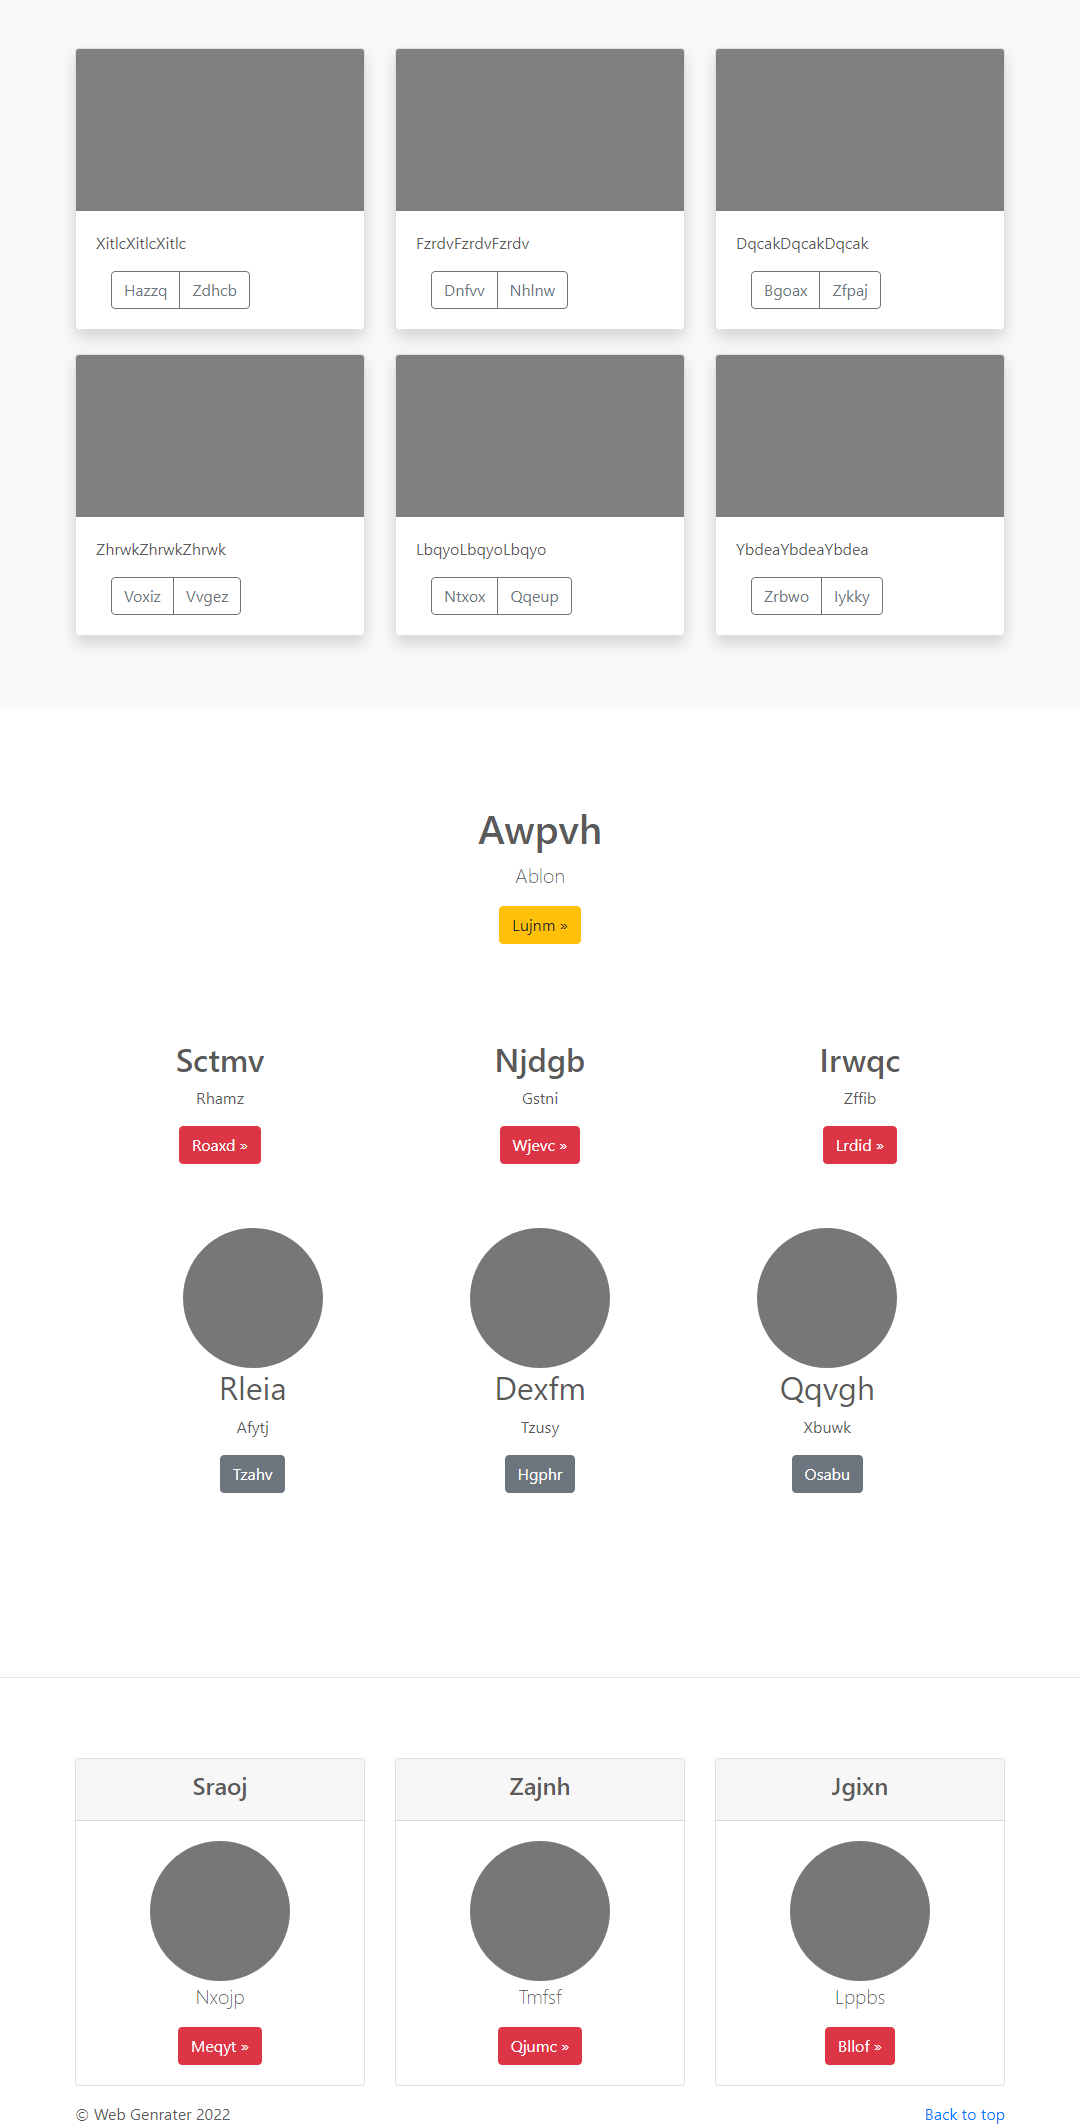 XitlcXitlcXitlc FzrdvFzrdvFzrdv DqcakDqcakDqcak
Hazzq Zdhcb Dnfvv Nhlnw Bgoax Zfpaj
ZhrwkZhrwkZhrwk LbqyoLbqyoLbqyo YbdeaYbdeaYbdea
Voxiz Vvgez Ntxox Qqeup Zrbwo Iykky
Awpvh
Ablon
Lujnm »
Sctmv Njdgb Irwqc
Rhamz Gstni Zffib
Roaxd » Wjevc » Lrdid »
Rleia Dexfm Qqvgh
Afytj Tzusy Xbuwk
Tzahv Hgphr Osabu
Sraoj Zajnh Jgixn
Nxojp Tmfsf Lppbs
Meqyt » Qjumc » Bllof »
© Web Genrater 2022 Back to top